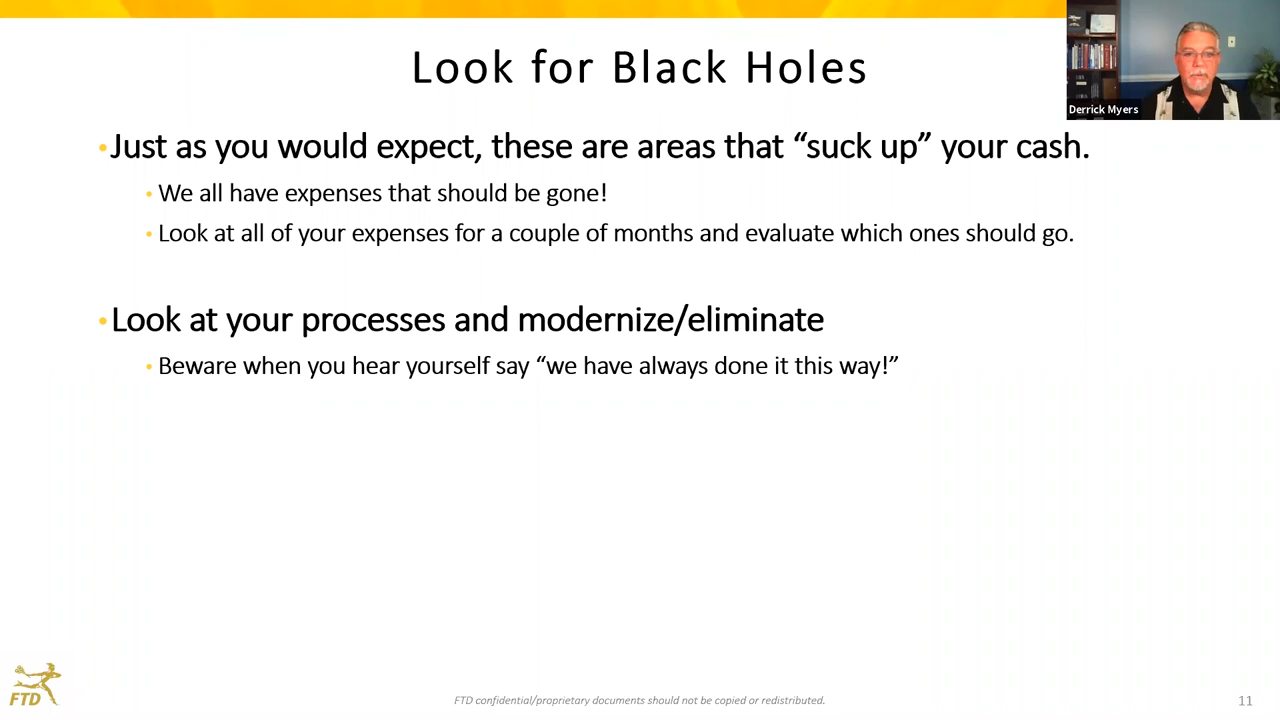 Look for Black Holes
Derrick Myers
•Just as you would expect, these are areas that “suck up” your cash.
• We all have expenses that should be gone!
• Look at all of your expenses for a couple of months and evaluate which ones should go.
•Look at your processes and modernize/eliminate
• Beware when you hear yourself say “we have always done it this way!”
FTD
FTD confidential/proprietary documents should not be copied or redistributed.
11